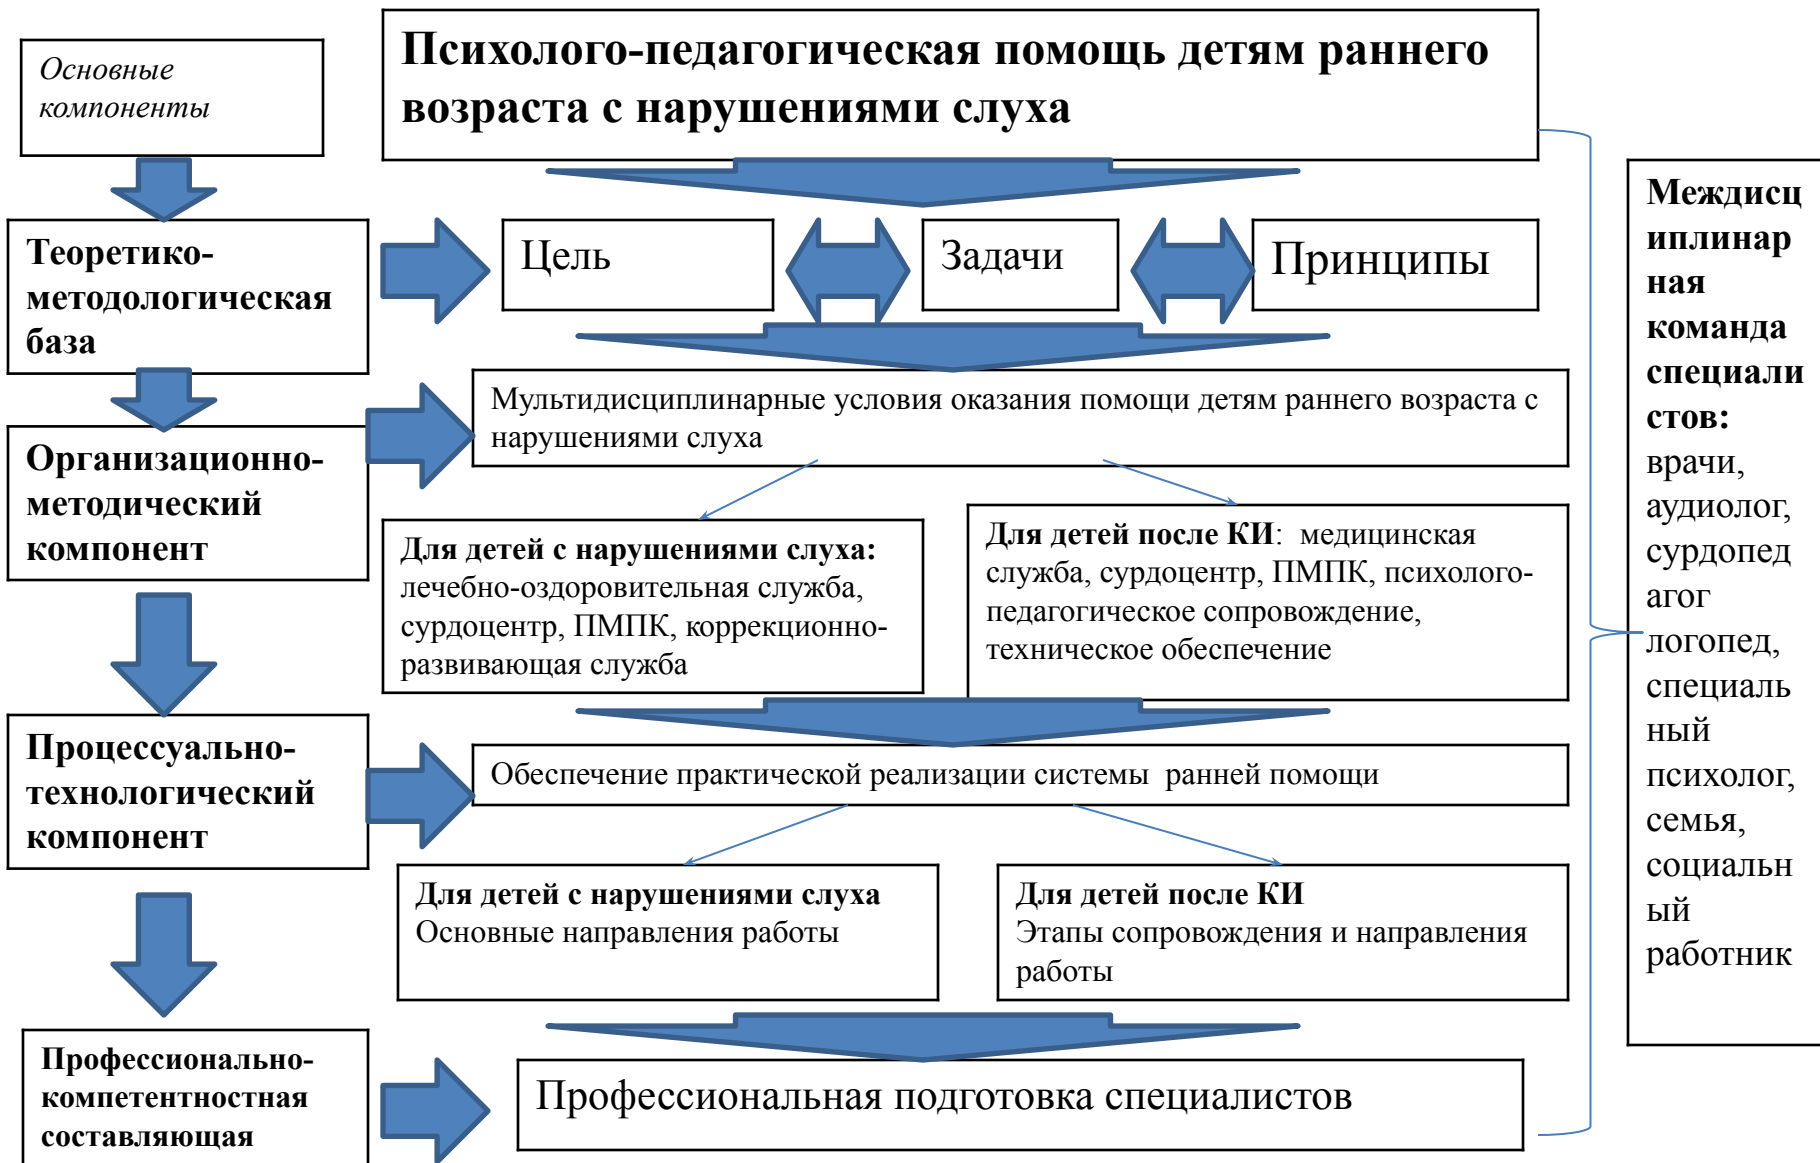 Основные
компоненты
Психолого-педагогическая помощь детям раннего
возраста с нарушениями слуха
Теоретико-
методологическая
база
Цель
Задачи
Принципы
Организационно-
методический
компонент
Мультидисциплинарные условия оказания помощи детям раннего возраста с
нарушениями слуха
Для детей с нарушениями слуха:
лечебно-оздоровительная служба,
сурдоцентр, ПМПК, коррекционно-
развивающая служба
Для детей после КИ:  медицинская
служба, сурдоцентр, ПМПК, психолого-
педагогическое сопровождение,
техническое обеспечение
Процессуально-
технологический
компонент
Обеспечение практической реализации системы  ранней помощи
Для детей с нарушениями слуха
Основные направления работы
Для детей после КИ
Этапы сопровождения и направления
работы
Профессионально-
компетентностная
составляющая
Профессиональная подготовка специалистов
Междисц
иплинар
ная
команда
специали
стов:
врачи,
аудиолог,
сурдопед
агог
логопед,
специаль
ный
психолог,
семья,
социальн
ый
работник